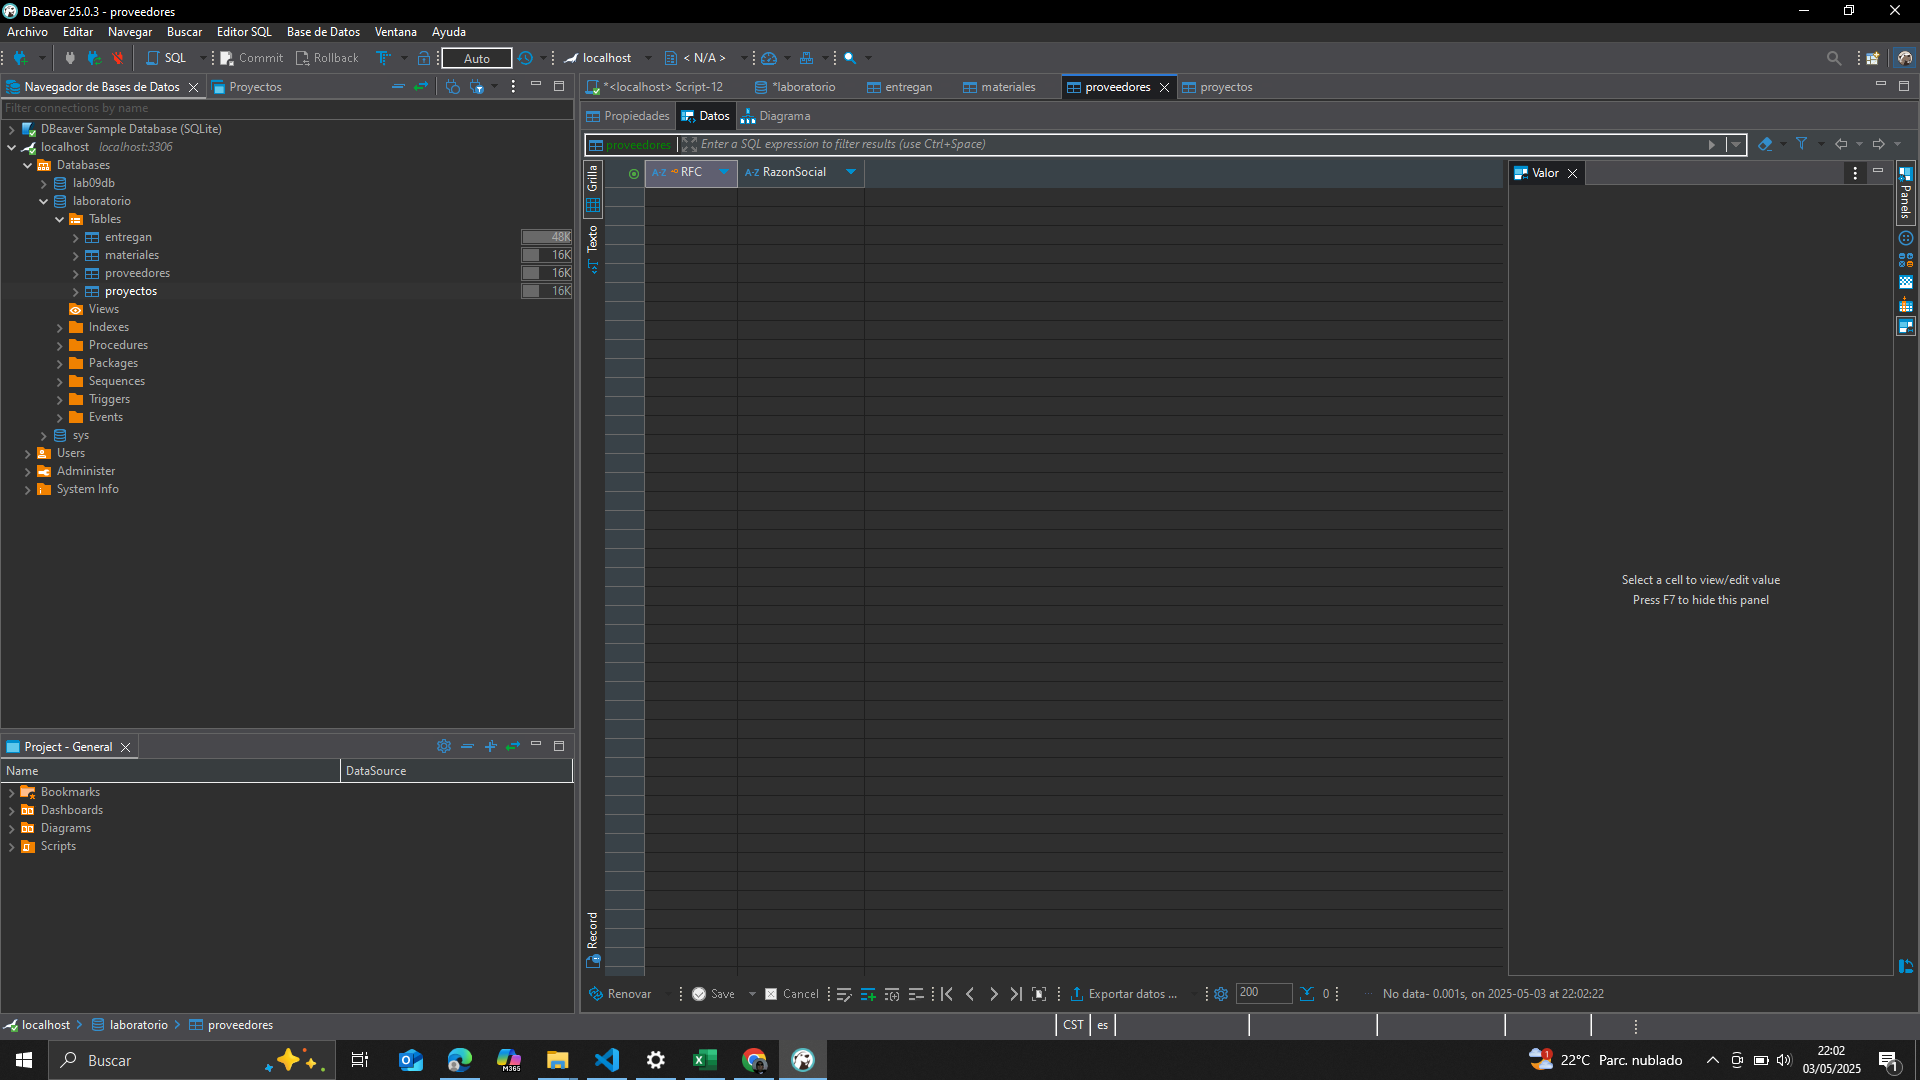 DBeaver 25.0.3 - proveedores
Archivo Editar Navegar Buscar Editor SQL Base de Datos Ventana Ayuda
SQL Commit Rollback Auto localhost < N/A >
Navegador de Bases de Datos Proyectos
*<localhost> Script-12 *laboratorio entregan materiales proveedores proyectos
Filter connections by name
Propiedades Datos Diagrama
proveedores Enter a SQL expression to filter results (use Ctrl+Space)
DBeaver Sample Database (SQLite)
localhost localhost:3306
Databases
lab09db
laboratorio
Tables
entregan 48K
materiales 16K
proveedores 16K
proyectos 16K
Views
Indexes
Procedures
Packages
Sequences
Triggers
Events
sys
Users
Administer
System Info
Grilla
Texto
Record
A-Z RFC A-Z RazonSocial
Valor
Panels
Select a cell to view/edit value
Press F7 to hide this panel
Project - General
Name DataSource
Bookmarks
Dashboards
Diagrams
Scripts
Renovar Save Cancel Exportar datos ... 200 0 No data- 0.001s, on 2025-05-03 at 22:02:22
localhost laboratorio proveedores CST es
Buscar M365 1 22°C Parc. nublado 22:02
03/05/2025 1